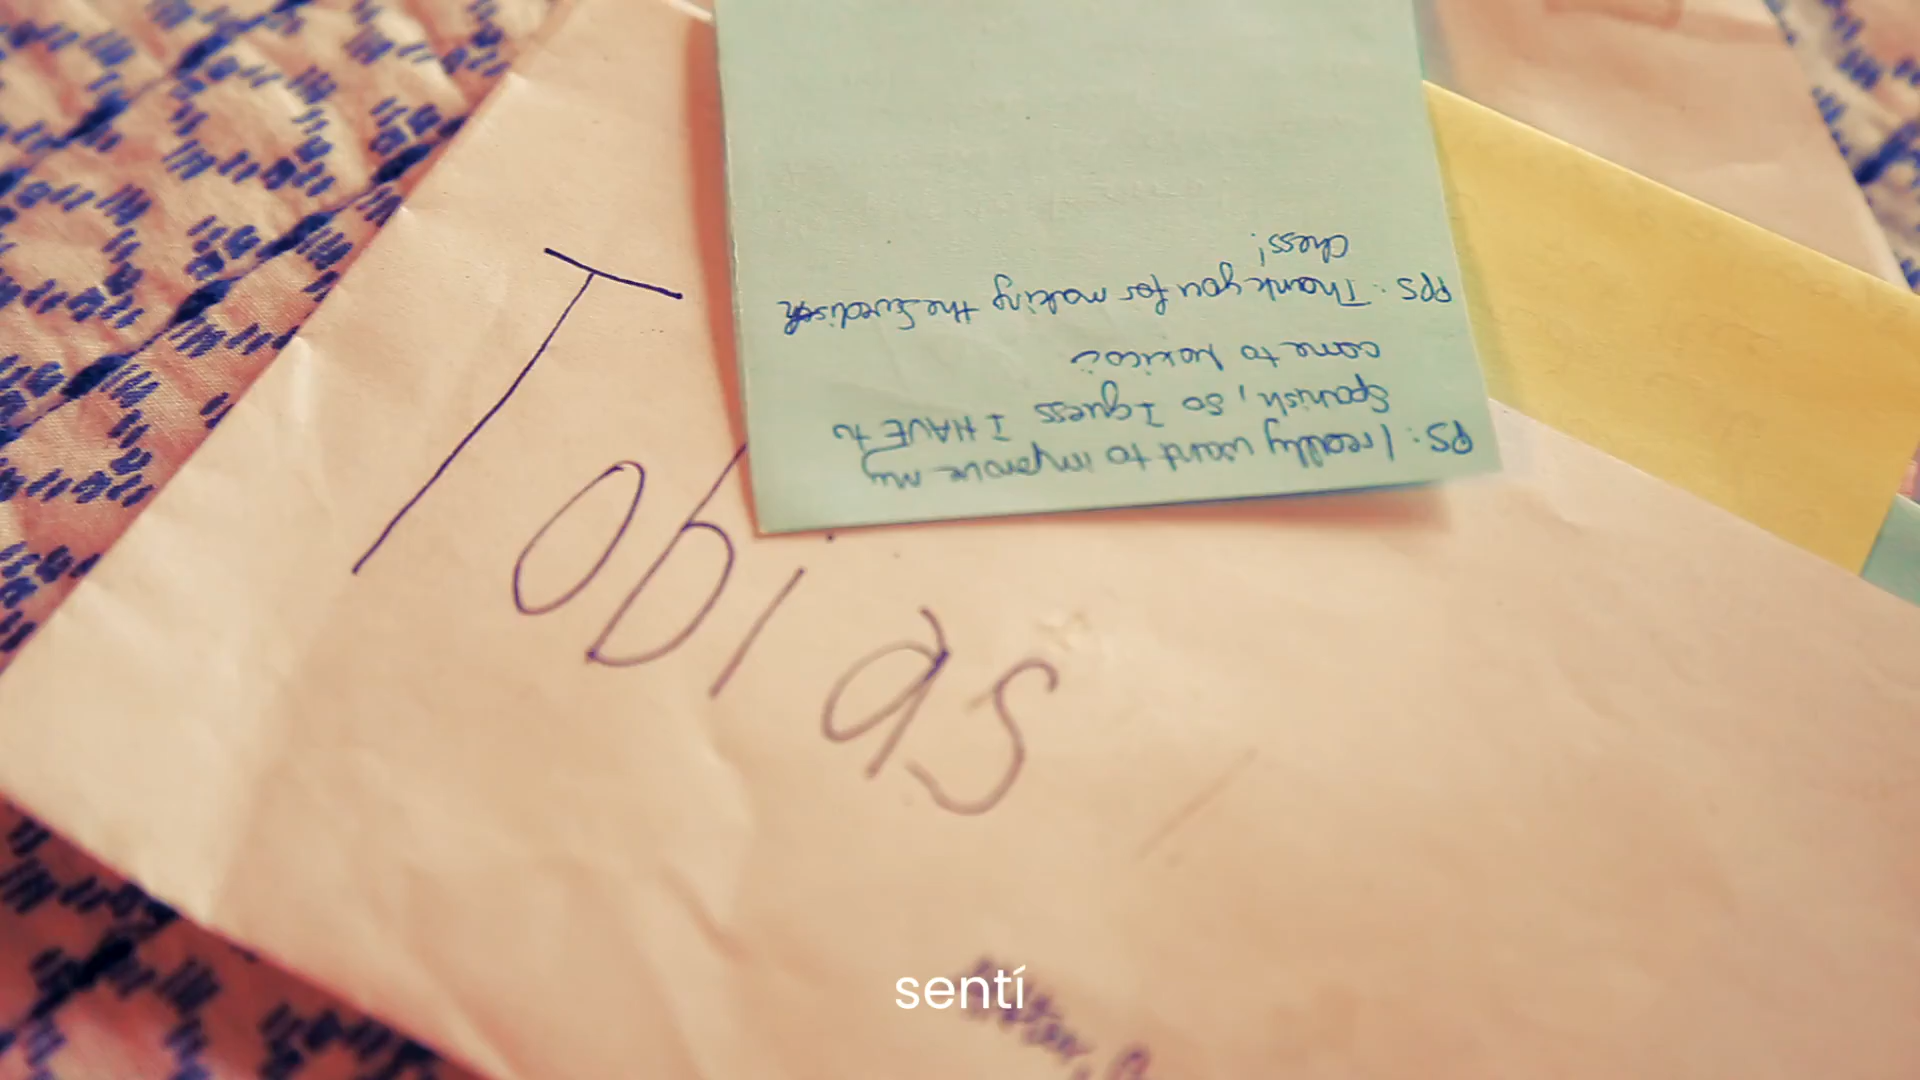 PS: I really want to improve my
Spanish, so I guess I HAVE to
come to Mexico
PPS: Thank you for making the Swedish
Chess!
Tobias
sentí